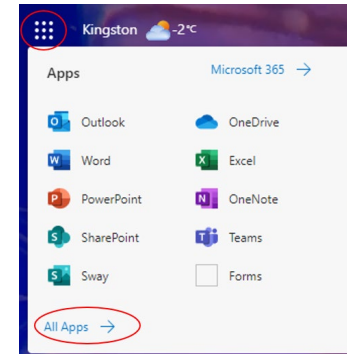 Kingston -2°C
Apps
Microsoft 365 →
Outlook
OneDrive
Word
Excel
PowerPoint
OneNote
SharePoint
Teams
Sway
Forms
All Apps →